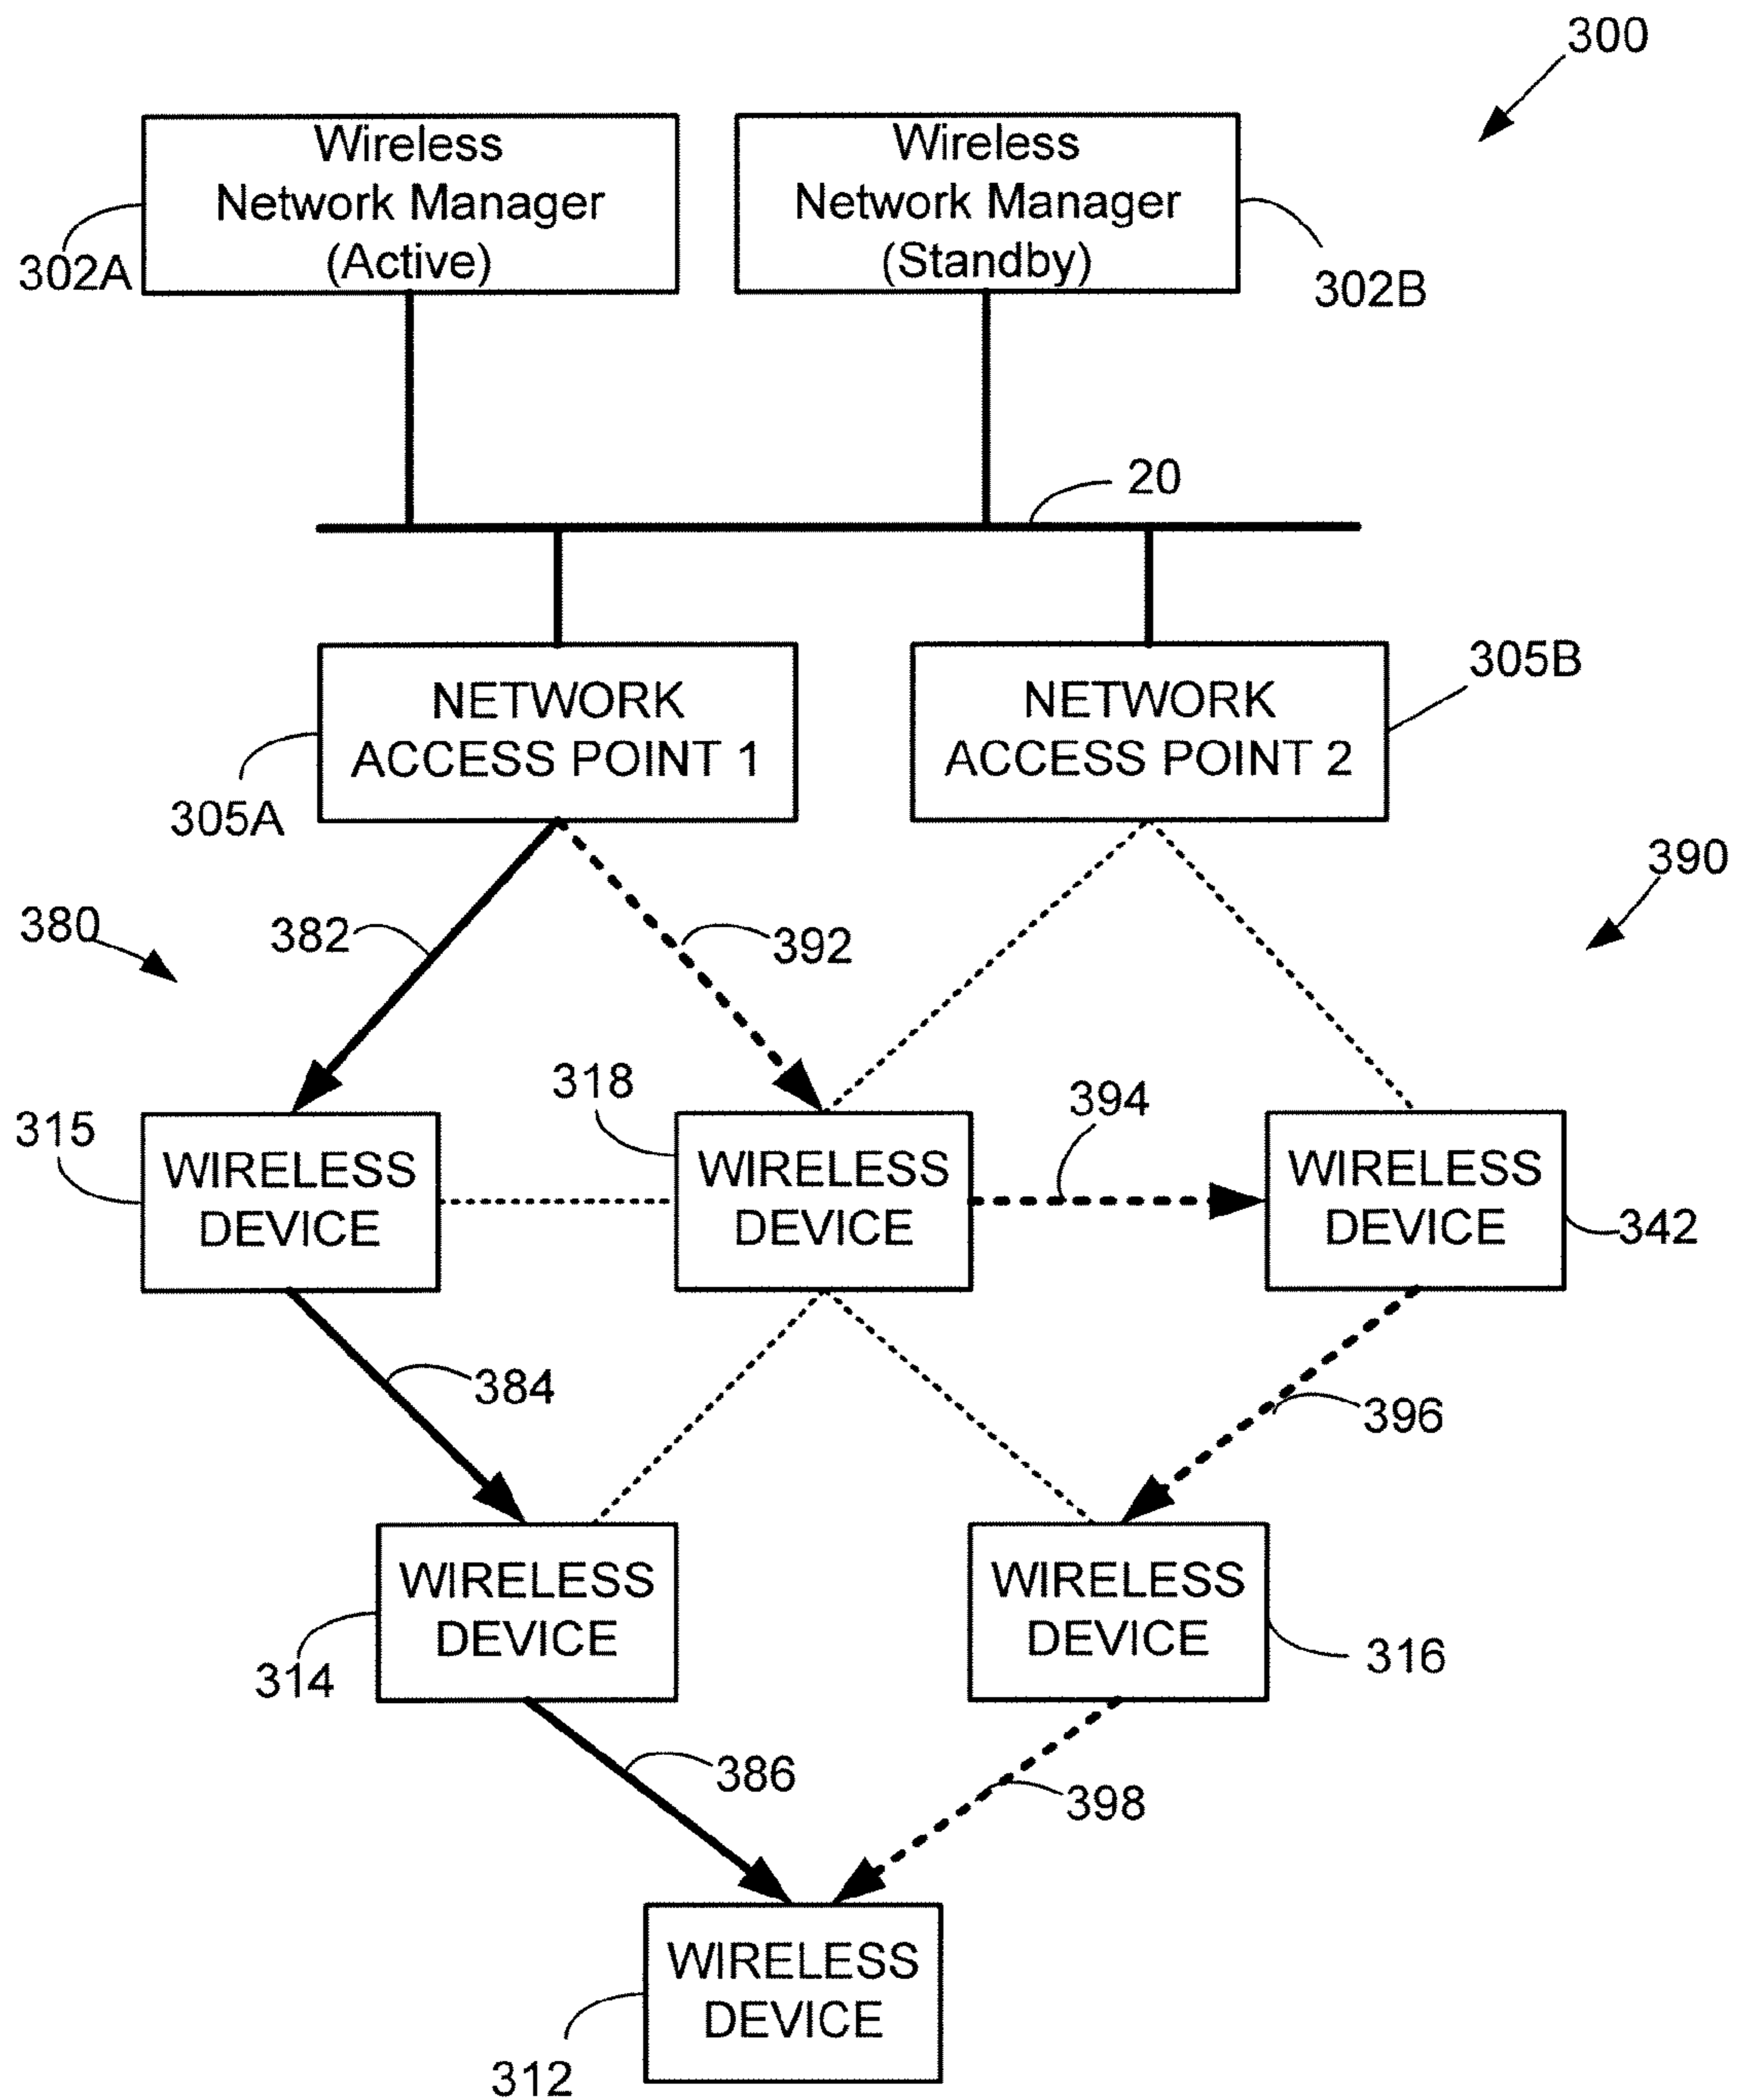 300
Wireless
Network Manager
(Active)
Wireless
Network Manager
(Standby)
302A
302B
20
NETWORK
ACCESS POINT 1
NETWORK
ACCESS POINT 2
305B
305A
390
380
382
392
318
394
315
WIRELESS
DEVICE
WIRELESS
DEVICE
WIRELESS
DEVICE
342
384
396
WIRELESS
DEVICE
WIRELESS
DEVICE
314
316
386
398
WIRELESS
DEVICE
312